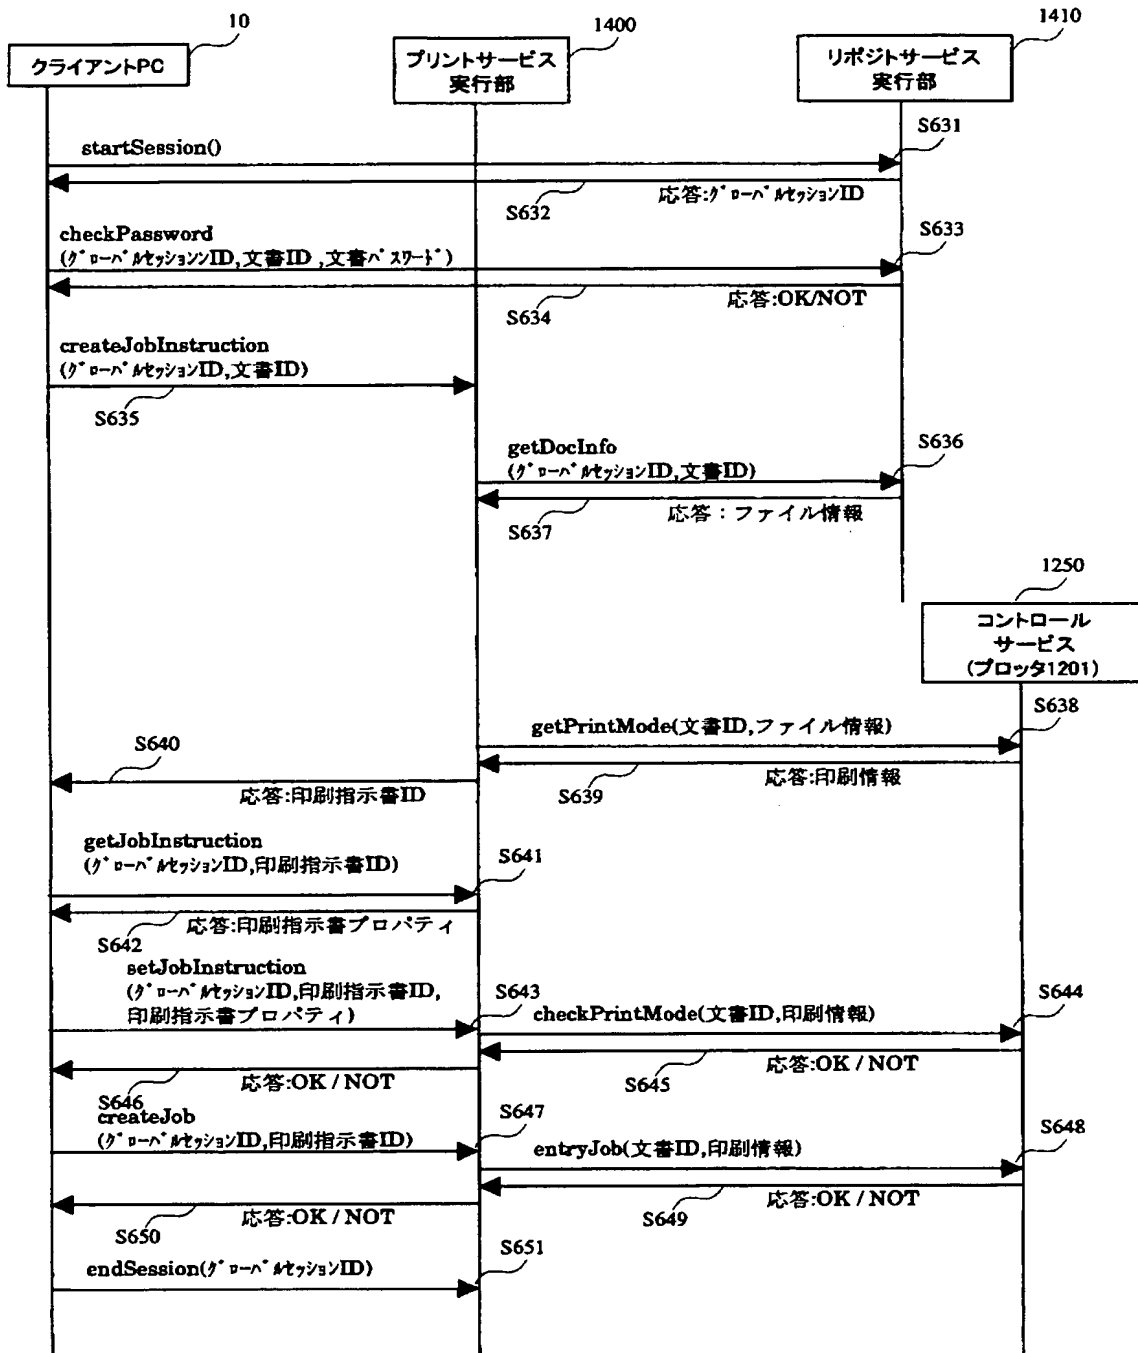 10
1400
1410
クライアントPC
プリントサービス
実行部
リポジトサービス
実行部
S631
startSession()
応答:グローバルセッションID
S632
checkPassword
(グローバルセッションンID,文書ID ,文書パスワード)
S633
応答:OK/NOT
S634
createJobInstruction
(グローバルセッションID,文書ID)
S635
getDocInfo
(グローバルセッションID,文書ID)
S636
応答：ファイル情報
S637
1250
コントロール
サービス
(プロッタ1201)
S638
getPrintMode(文書ID,ファイル情報)
S640
応答:印刷情報
S639
応答:印刷指示書ID
getJobInstruction
(グローバルセッションID,印刷指示書ID)
S641
応答:印刷指示書プロパティ
S642
setJobInstruction
(グローバルセッションID,印刷指示書ID,
印刷指示書プロパティ)
S643
checkPrintMode(文書ID,印刷情報)
S644
応答:OK / NOT
S645
応答:OK / NOT
S646
createJob
(グローバルセッションID,印刷指示書ID)
S647
entryJob(文書ID,印刷情報)
S648
応答:OK / NOT
S649
応答:OK / NOT
S650
S651
endSession(グローバルセッションID)